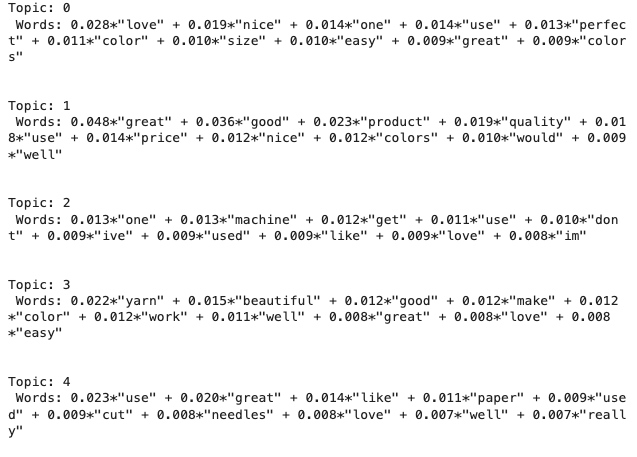 Topic: 0
Words: 0.028*"love" + 0.019*"nice" + 0.014*"one" + 0.014*"use" + 0.013*"perfec
t" + 0.011*"color" + 0.010*"size" + 0.010*"easy" + 0.009*"great" + 0.009*"color
s"
Topic: 1
Words: 0.048*"great" + 0.036*"good" + 0.023*"product" + 0.019*"quality" + 0.01
8*"use" + 0.014*"price" + 0.012*"nice" + 0.012*"colors" + 0.010*"would" + 0.009
*"well"
Topic: 2
Words: 0.013*"one" + 0.013*"machine" + 0.012*"get" + 0.011*"use" + 0.010*"don
t" + 0.009*"ive" + 0.009*"used" + 0.009*"like" + 0.009*"love" + 0.008*"im"
Topic: 3
Words: 0.022*"yarn" + 0.015*"beautiful" + 0.012*"good" + 0.012*"make" + 0.012
*"color" + 0.012*"work" + 0.011*"well" + 0.008*"great" + 0.008*"love" + 0.008
*"easy"
Topic: 4
Words: 0.023*"use" + 0.020*"great" + 0.014*"like" + 0.011*"paper" + 0.009*"use
d" + 0.009*"cut" + 0.008*"needles" + 0.008*"love" + 0.007*"well" + 0.007*"reall
y"